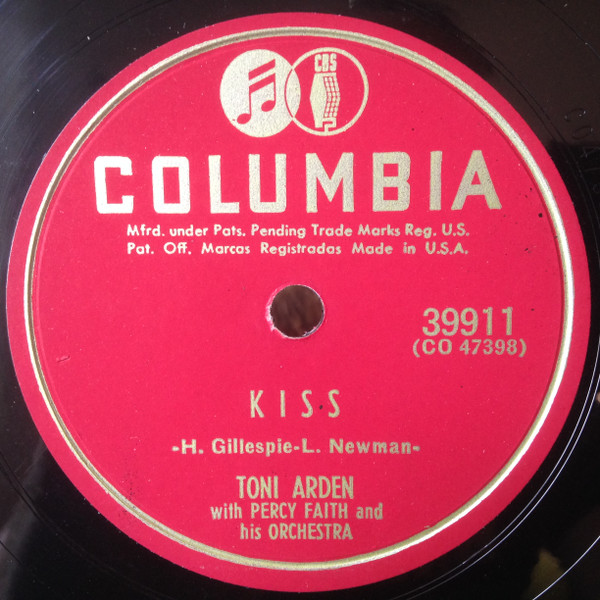 CBS
COLUMBIA
Mfrd. under Pats. Pending Trade Marks Reg. U.S.
Pat. Off. Marcas Registradas Made in U.S.A.
39911
(CO 47398)
KISS
-H. Gillespie-L. Newman-
TONI ARDEN
with PERCY FAITH and
his ORCHESTRA